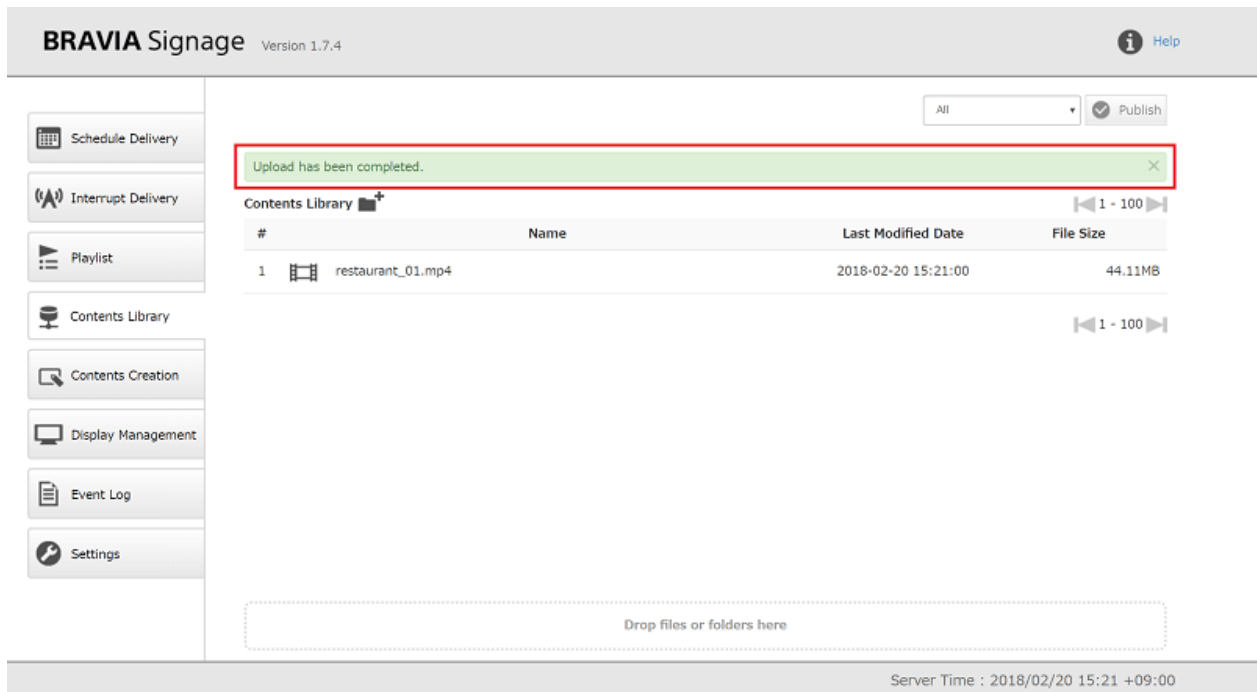 BRAVIA Signage Version 1.7.4
Help
All
Publish
Schedule Delivery
Interrupt Delivery
Playlist
Contents Library
Contents Creation
Display Management
Event Log
Settings
Upload has been completed.
Contents Library
1 - 100
# Name Last Modified Date File Size
1 restaurant_01.mp4 2018-02-20 15:21:00 44.11MB
1 - 100
Drop files or folders here
Server Time : 2018/02/20 15:21 +09:00